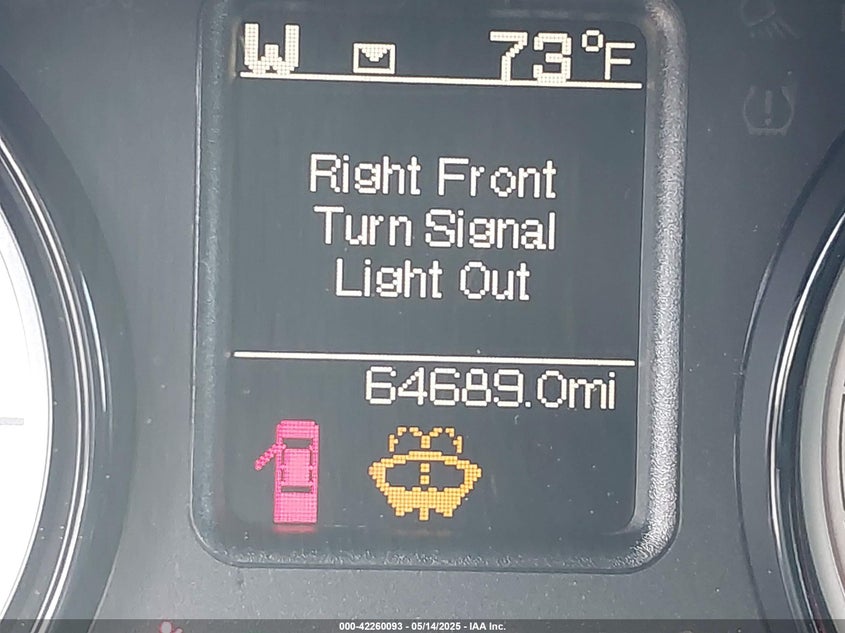 W 73°F
Right Front
Turn Signal
Light Out
64689.0mi
000-42260093 - 05/14/2025 - IAA Inc.